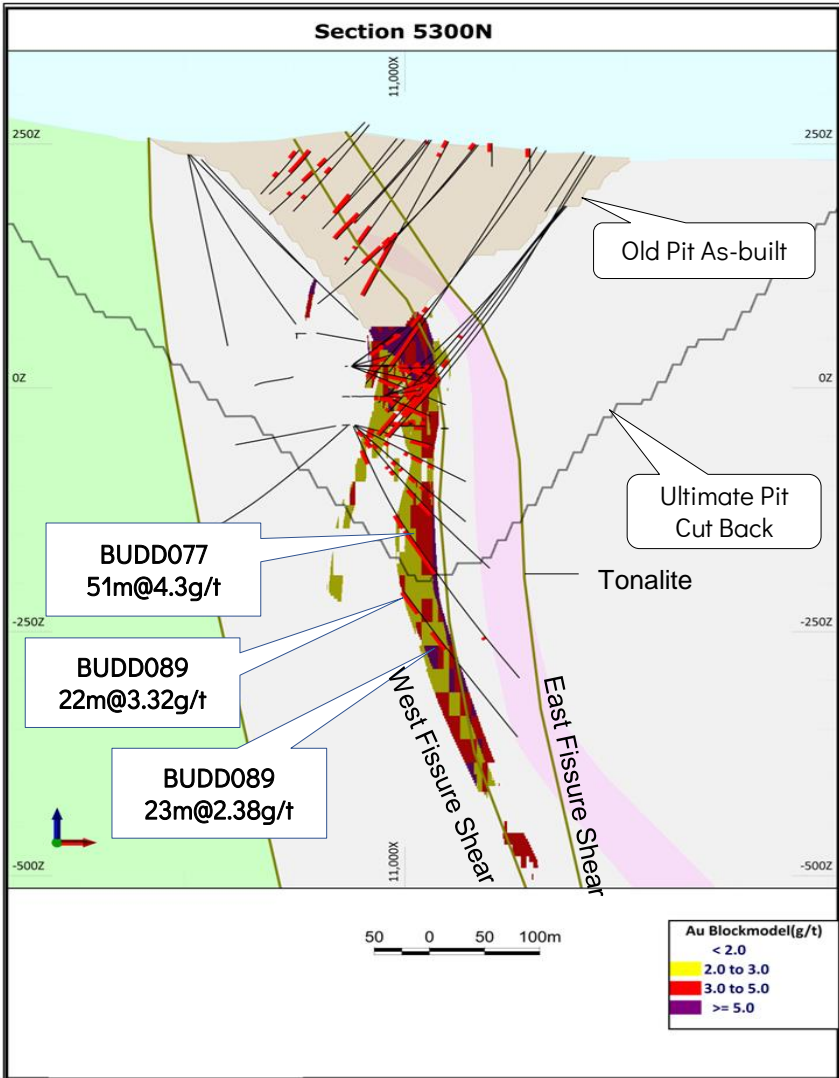 Section 5300N
11,000X
250Z
250Z
Old Pit As-built
0Z
0Z
Ultimate Pit
Cut Back
BUDD077
51m@4.3g/t
Tonalite
-250Z
-250Z
BUDD089
22m@3.32g/t
West Fissure Shear
East Fissure Shear
BUDD089
23m@2.38g/t
11,000X
-500Z
-500Z
50 0 50 100m
Au Blockmodel(g/t)
< 2.0
2.0 to 3.0
3.0 to 5.0
>= 5.0